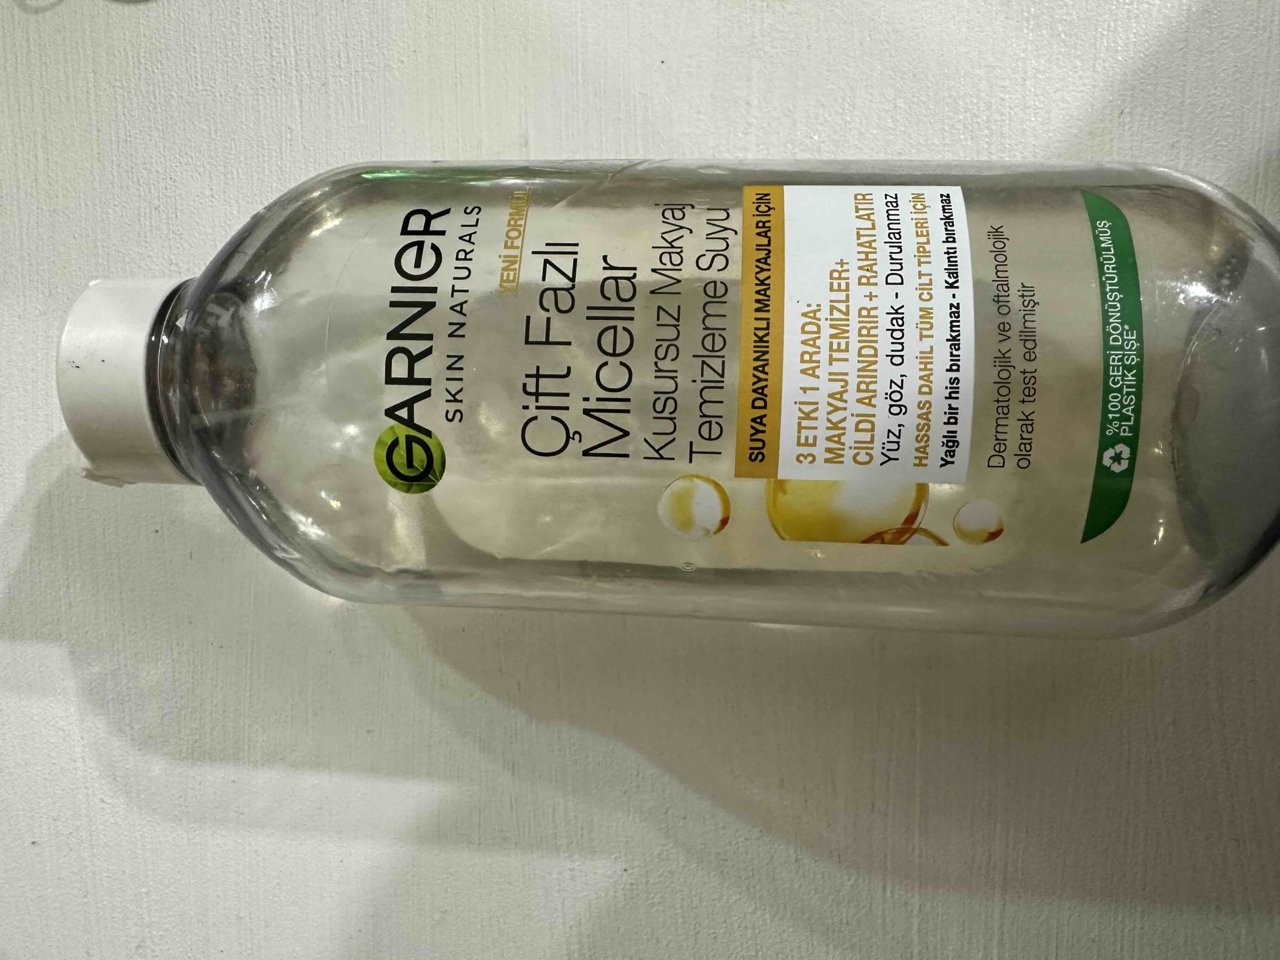 GARNIER
SKIN NATURALS
YENİ FORMÜL
Çift Fazlı
Micellar
Kusursuz Makyaj
Temizleme Suyu
SUYA DAYANIKLI MAKYAJLAR İÇİN
3 ETKİ 1 ARADA:
MAKYAJI TEMİZLER+
CİLDİ ARINDIRIR + RAHATLATIR
Yüz, göz, dudak - Durulanmaz
HASSAS DAHİL TÜM CİLT TİPLERİ İÇİN
Yağlı bir his bırakmaz - Kalıntı bırakmaz
Dermatolojik ve oftalmolojik
olarak test edilmiştir
%100 GERİ DÖNÜŞTÜRÜLMÜŞ
PLASTİK ŞİŞE*